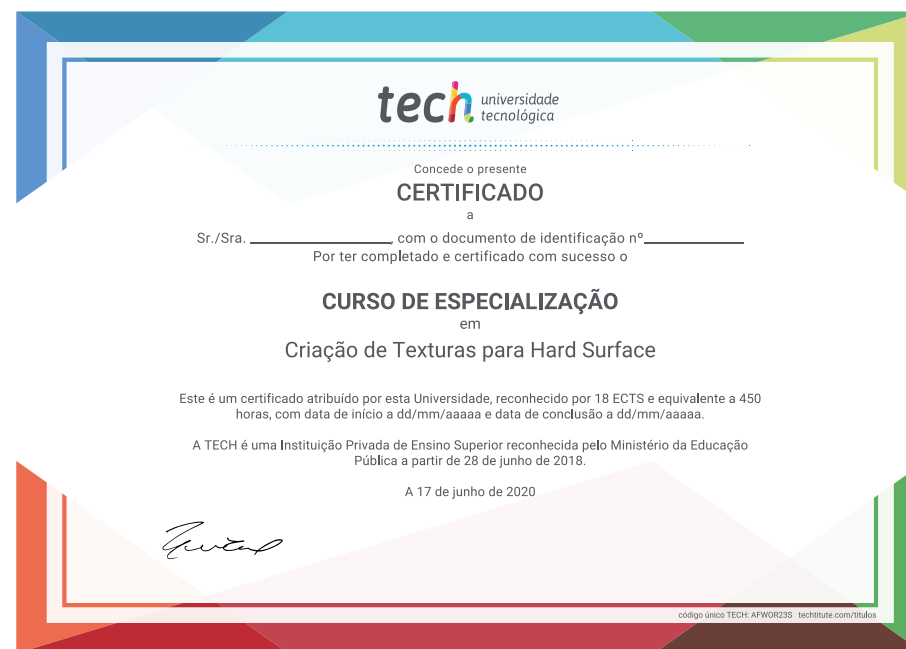 tech universidade
tecnológica
Concede o presente
CERTIFICADO
a
Sr./Sra. ____________________, com o documento de identificação nº______________
Por ter completado e certificado com sucesso o
CURSO DE ESPECIALIZAÇÃO
em
Criação de Texturas para Hard Surface
Este é um certificado atribuído por esta Universidade, reconhecido por 18 ECTS e equivalente a 450
horas, com data de início a dd/mm/aaaaa e data de conclusão a dd/mm/aaaaa.
A TECH é uma Instituição Privada de Ensino Superior reconhecida pelo Ministério da Educação
Pública a partir de 28 de junho de 2018.
A 17 de junho de 2020
código único TECH: AFWOR23S techtitute.com/titulos